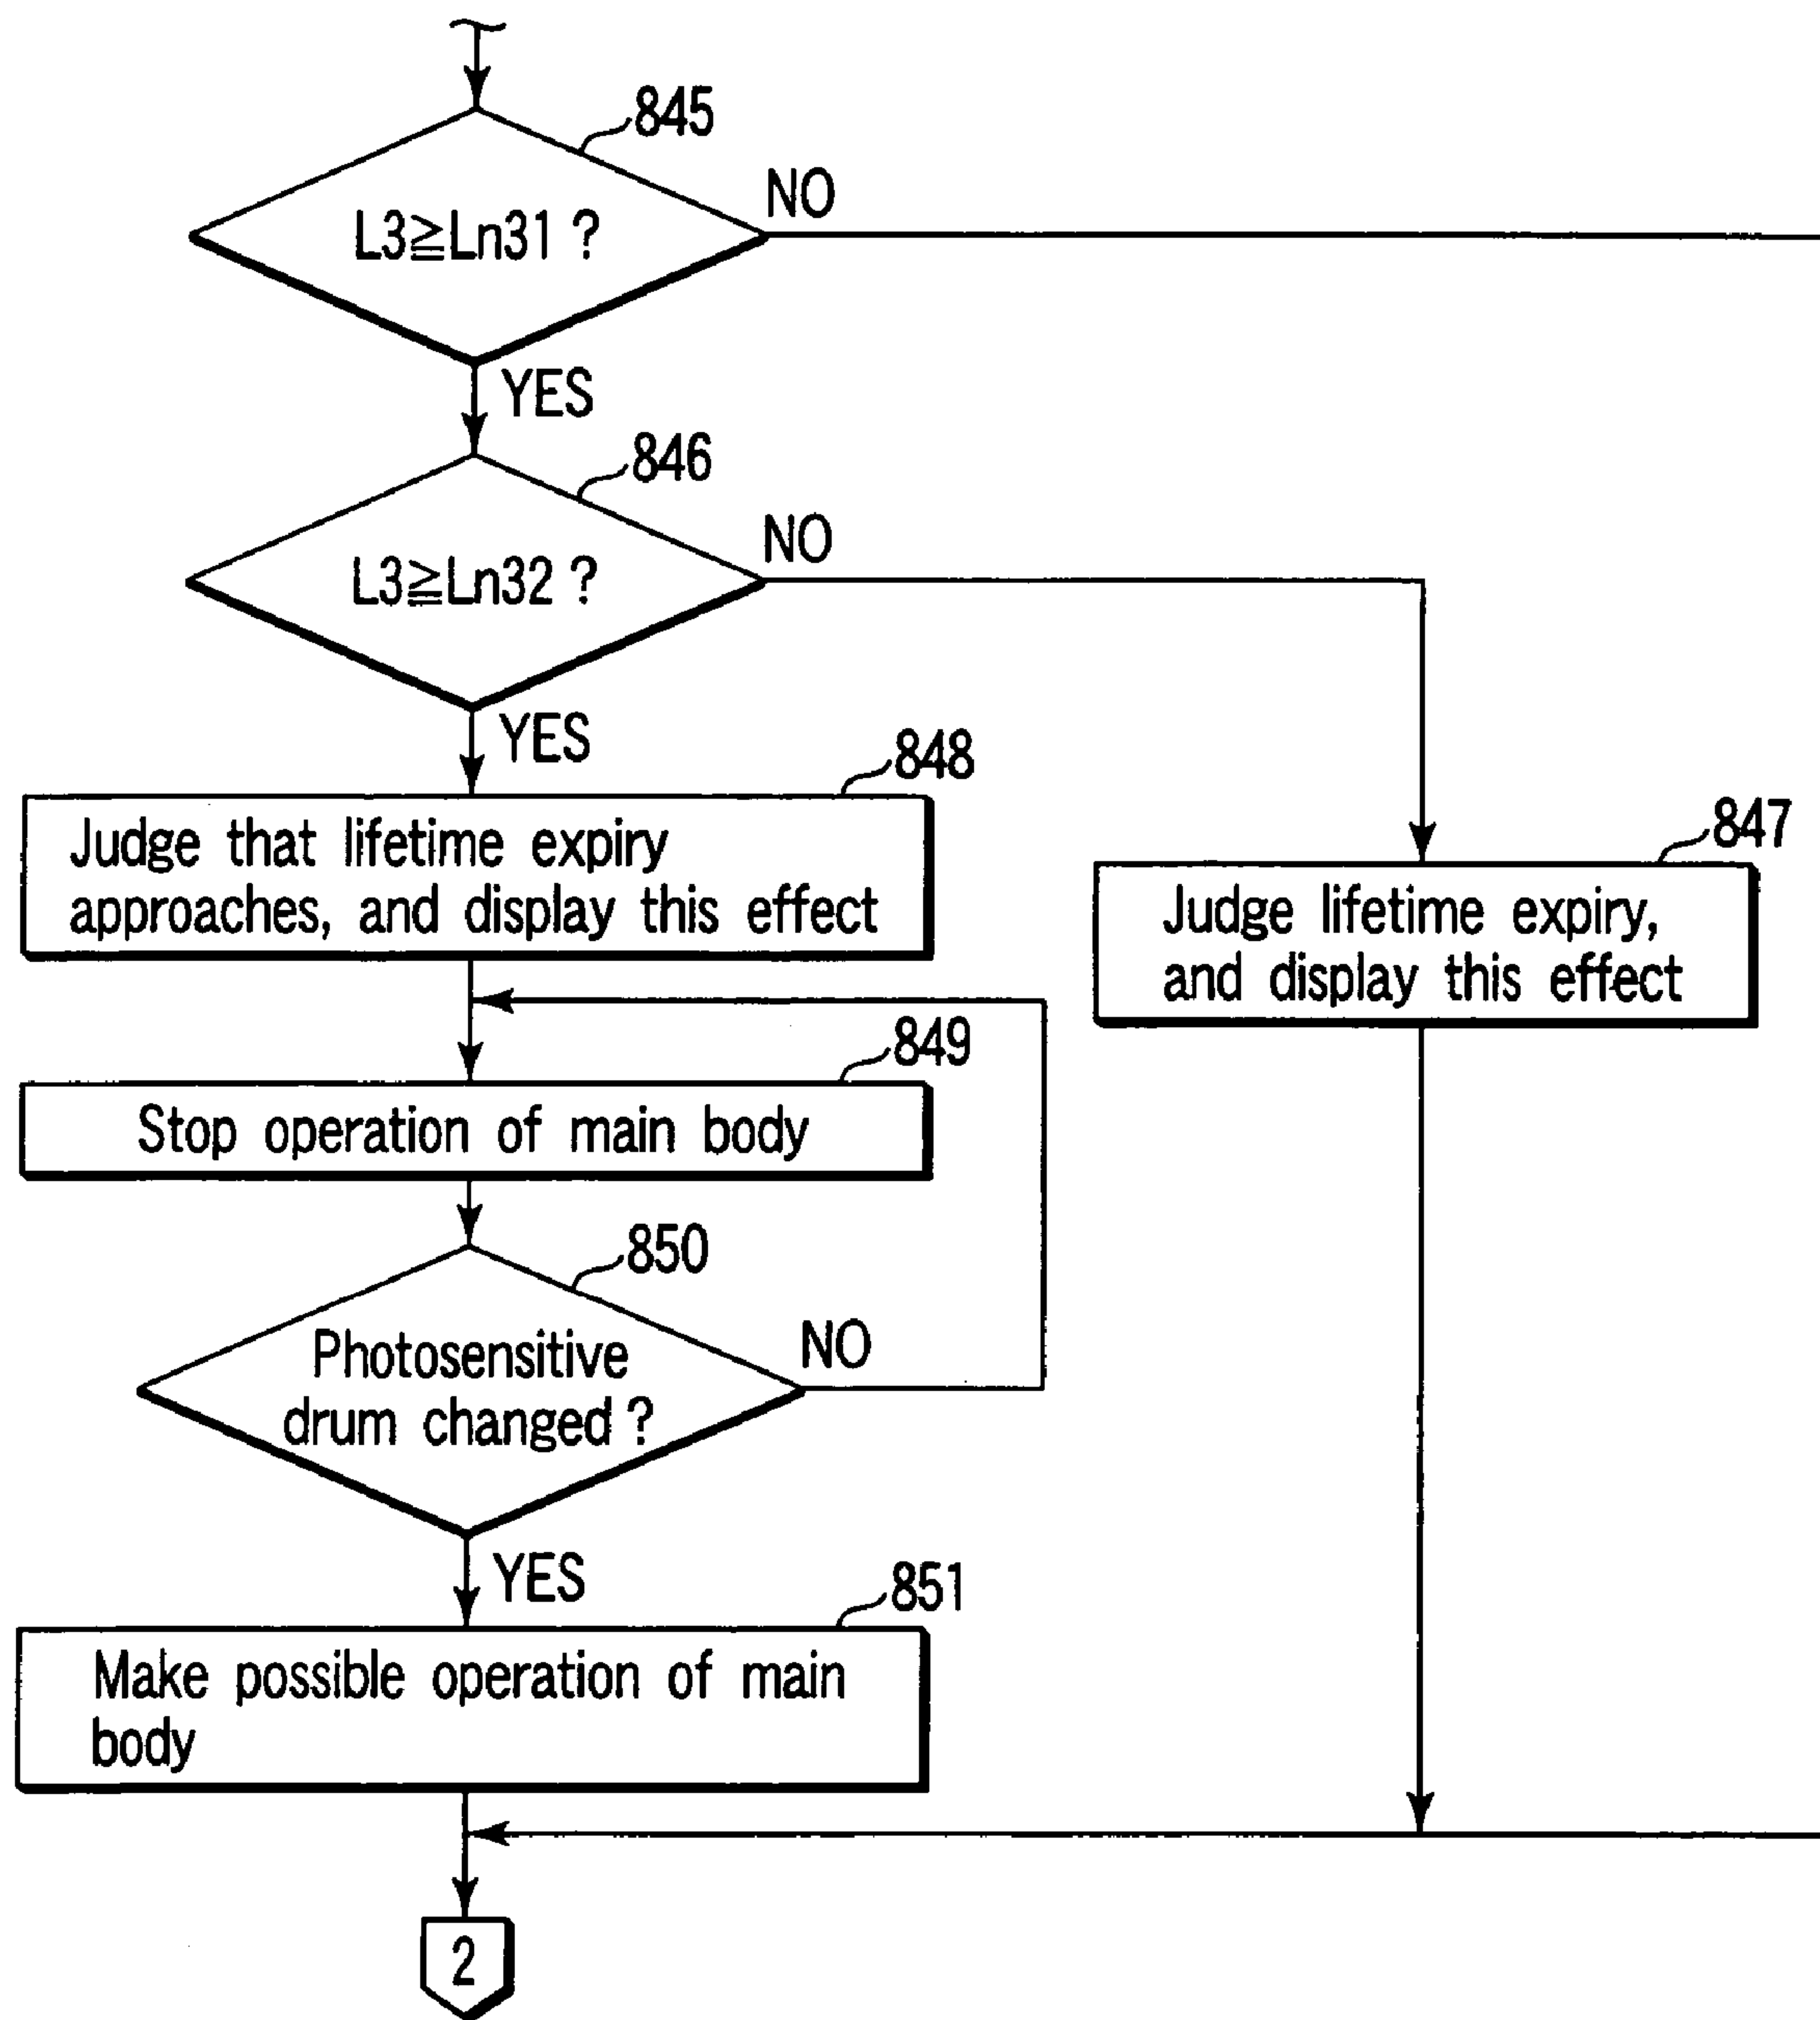 845
L3≧Ln31 ?
NO
YES
846
L3≧Ln32 ?
NO
YES
848
Judge that lifetime expiry
approaches, and display this effect
847
Judge lifetime expiry,
and display this effect
849
Stop operation of main body
850
Photosensitive
drum changed ?
NO
YES
851
Make possible operation of main
body
2